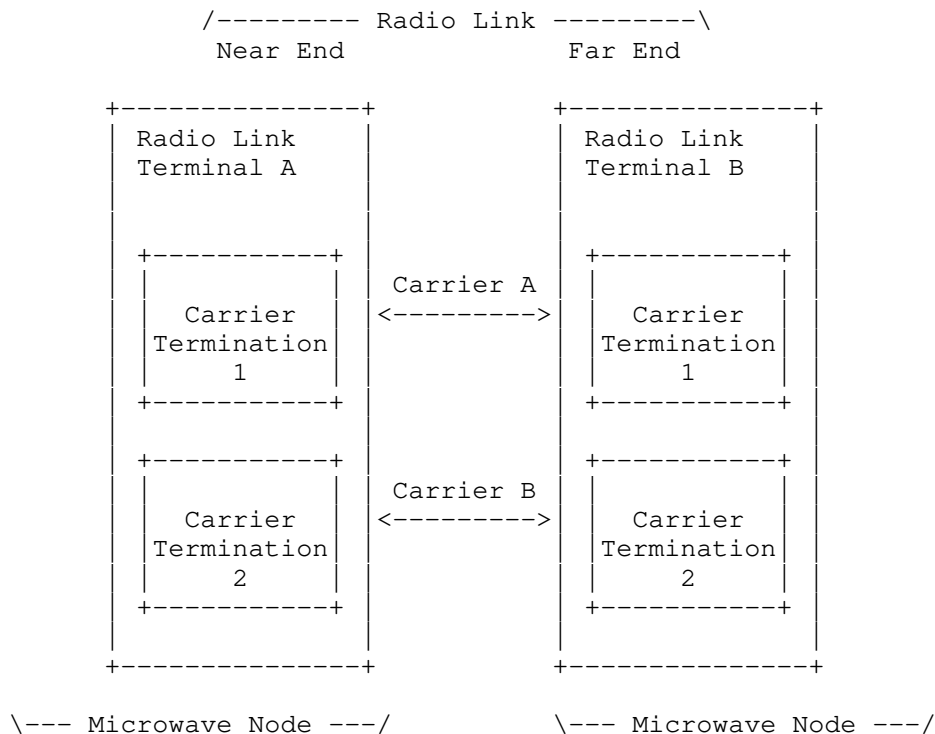 /--------- Radio Link ---------\
Near End Far End
Radio Link Radio Link
Terminal A Terminal B
Carrier A
Carrier <---------> Carrier
Termination Termination
1 1
Carrier B
Carrier <---------> Carrier
Termination Termination
2 2
\--- Microwave Node ---/ \--- Microwave Node ---/